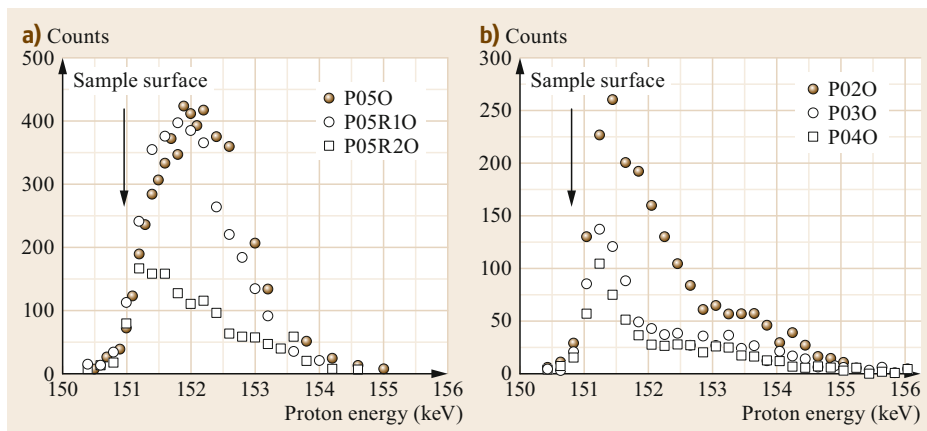 a) Counts
500
400
300
200
100
0
Sample surface
P05O
P05R1O
P05R2O
150 151 152 153 154 155 156
Proton energy (keV)
b) Counts
300
250
200
150
100
50
0
Sample surface
P02O
P03O
P04O
150 151 152 153 154 155 156
Proton energy (keV)